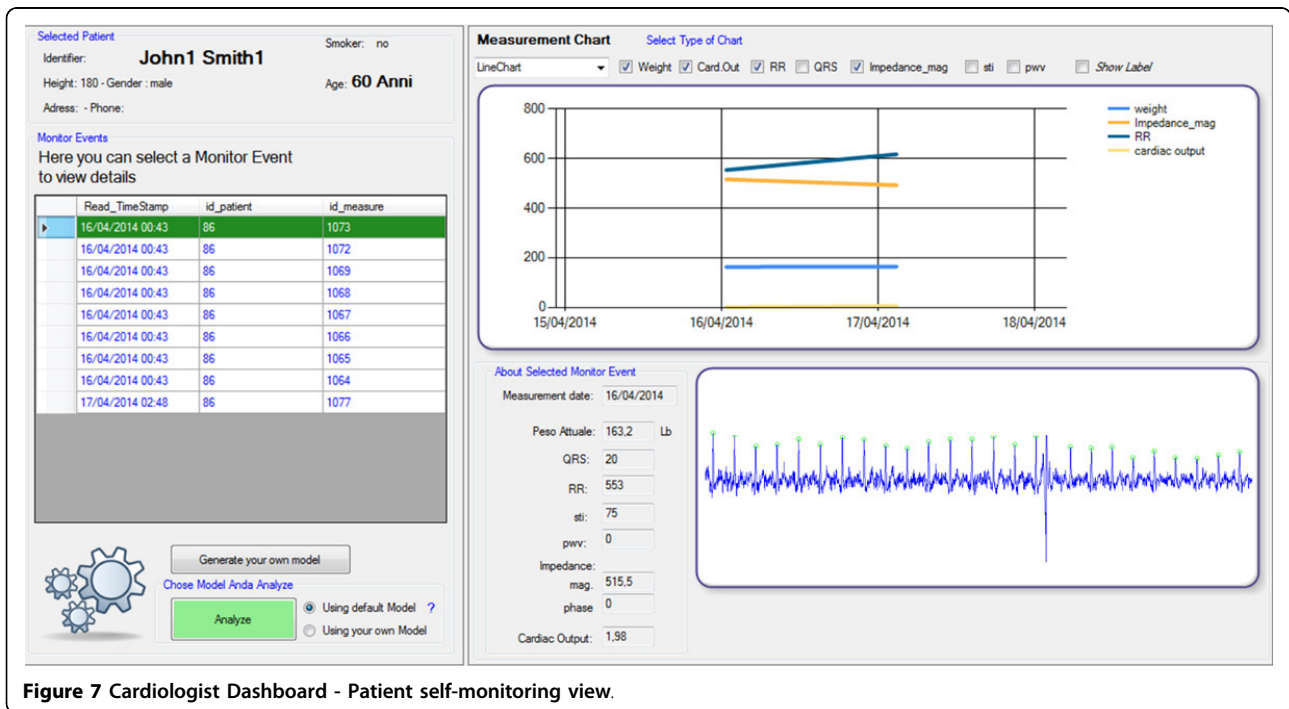 Selected Patient
Identifier: John1 Smith1 Smoker: no
Height: 180 - Gender : male Age: 60 Anni
Adress: - Phone:
Monitor Events
Here you can select a Monitor Event
to view details
Read_TimeStamp id_patient id_measure
16/04/2014 00:43 86 1073
16/04/2014 00:43 86 1072
16/04/2014 00:43 86 1069
16/04/2014 00:43 86 1068
16/04/2014 00:43 86 1067
16/04/2014 00:43 86 1066
16/04/2014 00:43 86 1065
16/04/2014 00:43 86 1064
17/04/2014 02:48 86 1077
Generate your own model
Chose Model Anda Analyze
Analyze
Using default Model ?
Using your own Model
Measurement Chart Select Type of Chart
LineChart Weight Card.Out RR QRS Impedance_mag sti pwv Show Label
800
600
400
200
0
15/04/2014 16/04/2014 17/04/2014 18/04/2014
weight
Impedance_mag
RR
cardiac output
About Selected Monitor Event
Measurement date: 16/04/2014
Peso Attuale: 163,2 Lb
QRS: 20
RR: 553
sti: 75
pwv: 0
Impedance:
mag. 515,5
phase 0
Cardiac Output: 1,98
Figure 7 Cardiologist Dashboard - Patient self-monitoring view.